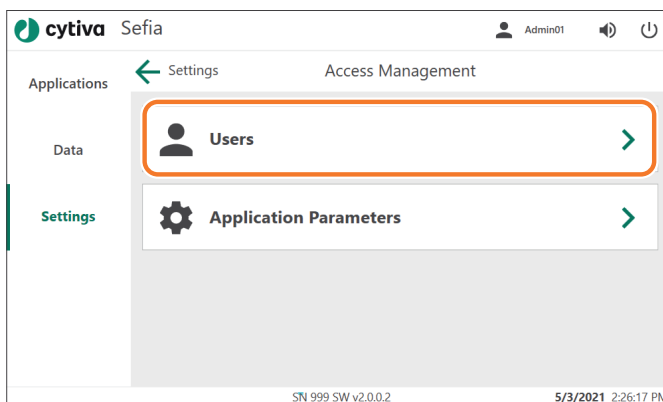 cytiva Sefia Admin01
Applications
Settings Access Management
Users
Data
Settings
Application Parameters
SN 999 SW v2.0.0.2 5/3/2021 2:26:17 PM